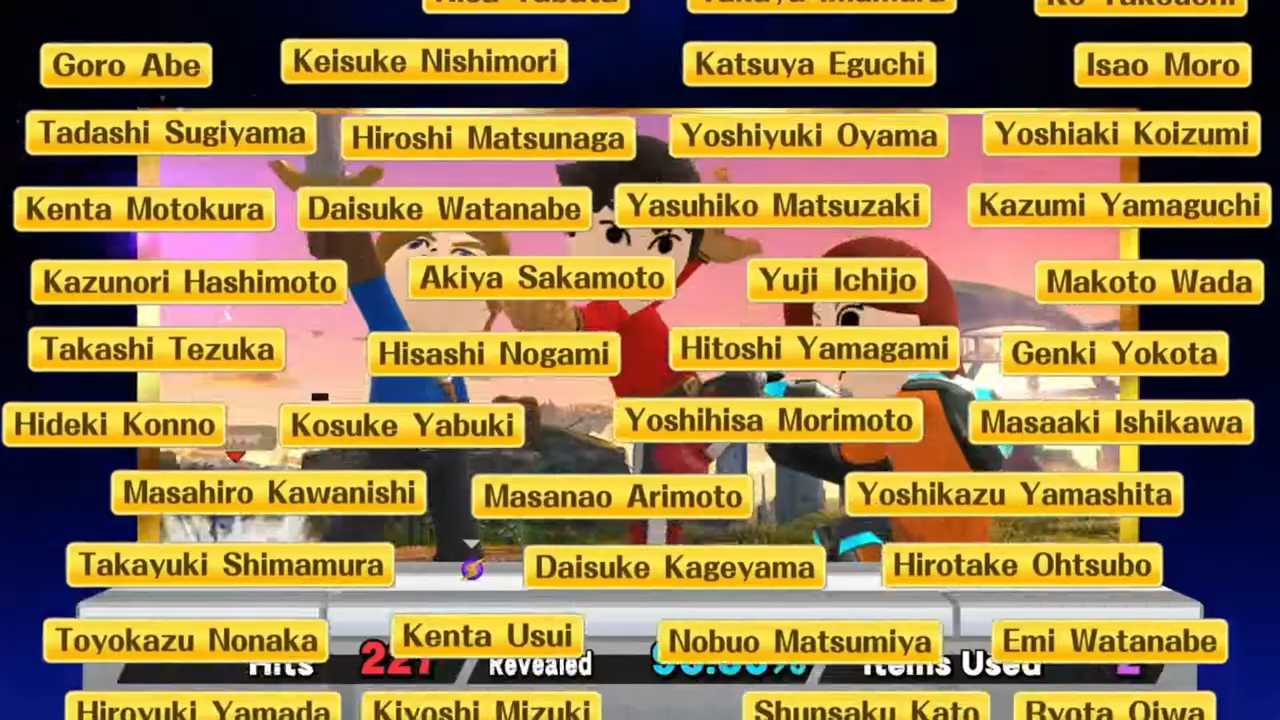 Goro Abe
Keisuke Nishimori
Katsuya Eguchi
Isao Moro
Tadashi Sugiyama
Hiroshi Matsunaga
Yoshiyuki Oyama
Yoshiaki Koizumi
Kenta Motokura
Daisuke Watanabe
Yasuhiko Matsuzaki
Kazumi Yamaguchi
Kazunori Hashimoto
Akiya Sakamoto
Yuji Ichijo
Makoto Wada
Takashi Tezuka
Hisashi Nogami
Hitoshi Yamagami
Genki Yokota
Hideki Konno
Kosuke Yabuki
Yoshihisa Morimoto
Masaaki Ishikawa
Masahiro Kawanishi
Masanao Arimoto
Yoshikazu Yamashita
Takayuki Shimamura
Daisuke Kageyama
Hirotake Ohtsubo
Toyokazu Nonaka
Kenta Usui
Nobuo Matsumiya
Emi Watanabe
Hits 227
Revealed
Items Used
Hiroyuki Yamada
Kiyoshi Mizuki
Shunsaku Kato
Ryota Oiwa